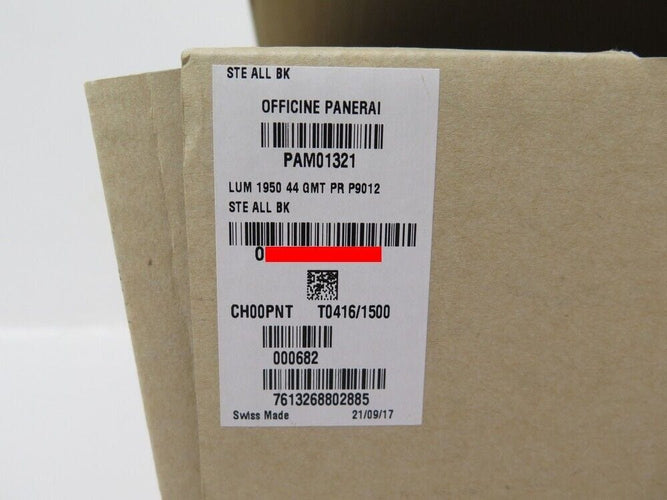 STE ALL BK
OFFICINE PANERAI
PAM01321
LUM 1950 44 GMT PR P9012
STE ALL BK
0
CH00PNT T0416/1500
000682
7613268802885
Swiss Made 21/09/17